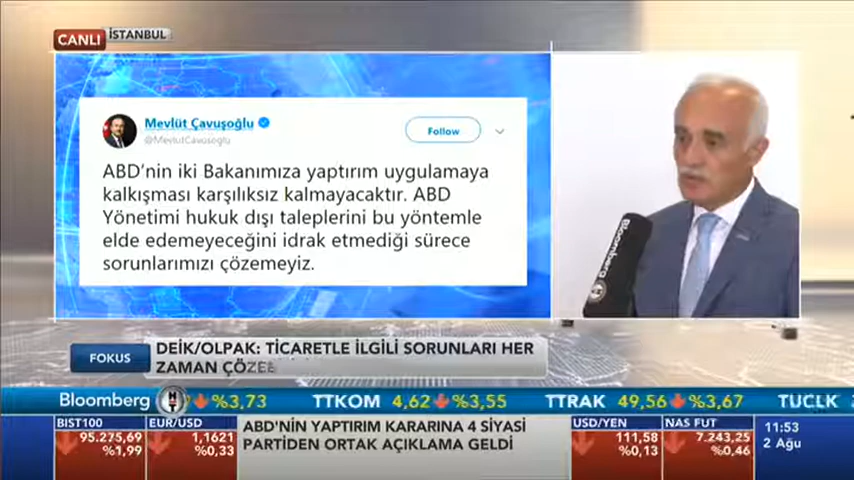 CANLI
İSTANBUL
Mevlüt Çavuşoğlu
@MevlutCavusoglu
Follow
ABD'nin iki Bakanımıza yaptırım uygulamaya
kalkışması karşılıksız kalmayacaktır. ABD
Yönetimi hukuk dışı taleplerini bu yöntemle
elde edemeyeceğini idrak etmediği sürece
sorunlarımızı çözemeyiz.
Bloomberg
FOKUS
DEİK/OLPAK: TİCARETLE İLGİLİ SORUNLARI HER
ZAMAN
Bloomberg HT %3,73 TTKOM 4,62 %3,55 TTRAK 49,56 %3,67 TUCLK
BIST100
95.275,69
%1,99
EUR/USD
1,1621
%0,33
ABD'NİN YAPTIRIM KARARINA 4 SİYASİ
PARTİDEN ORTAK AÇIKLAMA GELDİ
USD/YEN
111,58
%0,13
NAS FUT
7.243,25
%0,46
11:53
2 Ağu